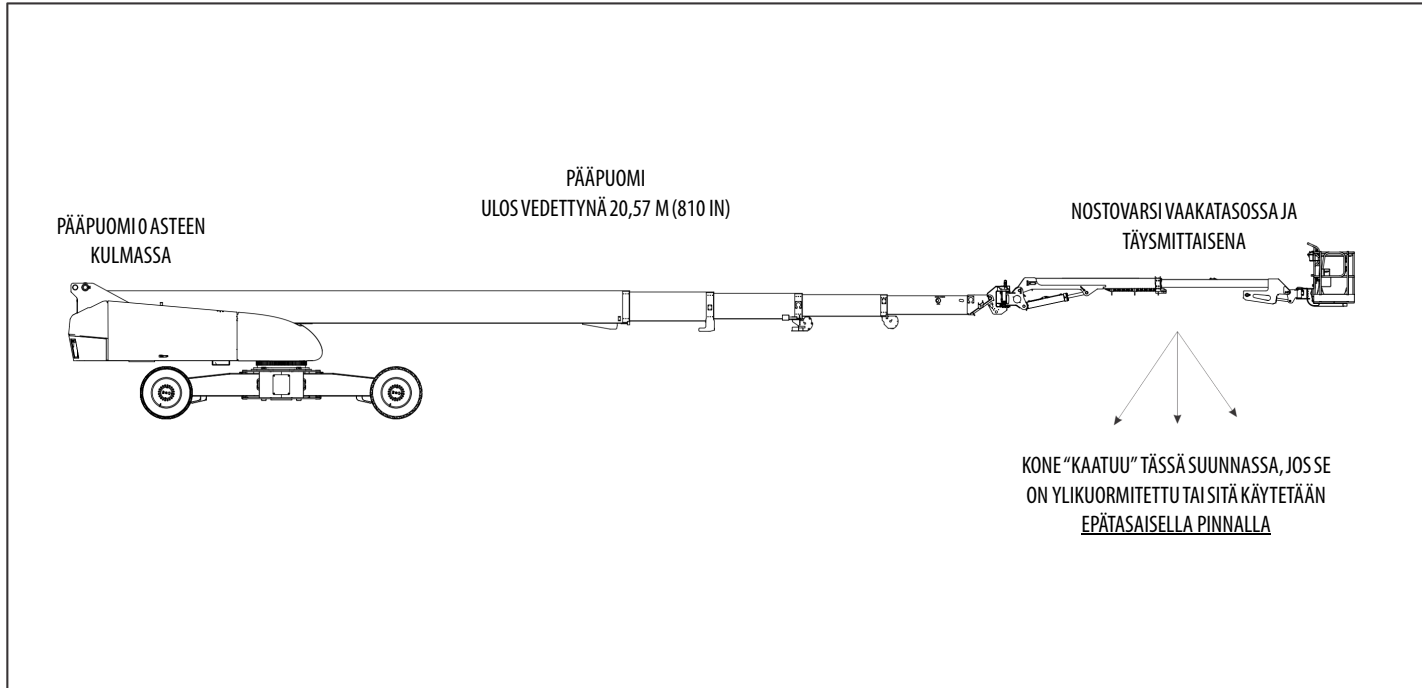 PÄÄPUOMI
ULOS VEDETTYNÄ 20,57 M (810 IN)
PÄÄPUOMI 0 ASTEEN
KULMASSA
NOSTOVARSI VAAKATASOSSA JA
TÄYSMITTAISENA
KONE “KAATUU” TÄSSÄ SUUNNASSA, JOS SE
ON YLIKUORMITETTU TAI SITÄ KÄYTETÄÄN
EPÄTASAISELLA PINNALLA